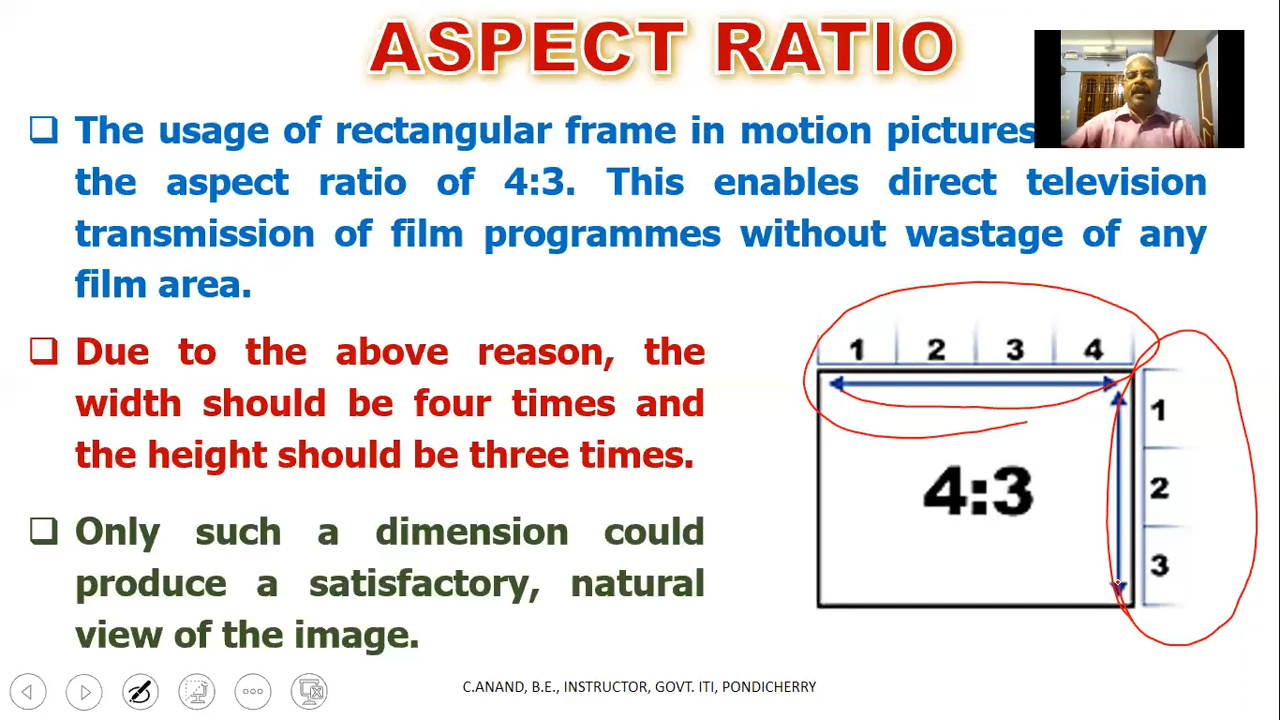 ASPECT RATIO
❑ The usage of rectangular frame in motion pictures
the aspect ratio of 4:3. This enables direct television
transmission of film programmes without wastage of any
film area.
❑ Due to the above reason, the
width should be four times and
the height should be three times.
❑ Only such a dimension could
produce a satisfactory, natural
view of the image.
1 2 3 4
1
4:3
2
3
C.ANAND, B.E., INSTRUCTOR, GOVT. ITI, PONDICHERRY